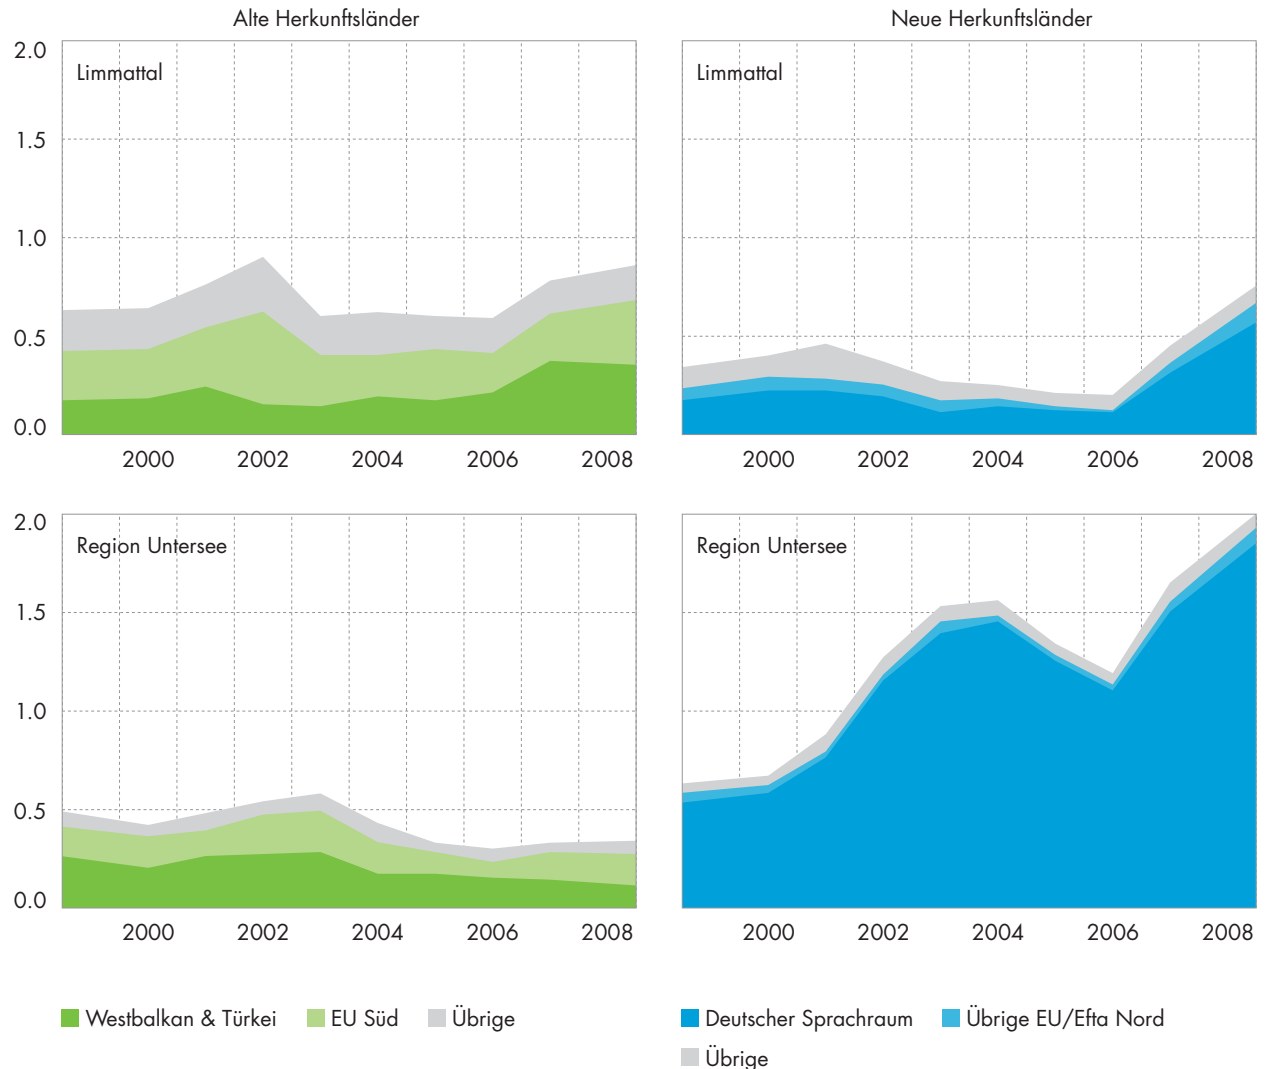 Alte Herkunftsländer
Neue Herkunftsländer
2.0
1.5
1.0
0.5
0.0
Limmattal
Limmattal
2000 2002 2004 2006 2008
2000 2002 2004 2006 2008
2.0
1.5
1.0
0.5
0.0
Region Untersee
Region Untersee
2000 2002 2004 2006 2008
2000 2002 2004 2006 2008
Westbalkan & Türkei EU Süd Übrige
Deutscher Sprachraum Übrige EU/Efta Nord
Übrige